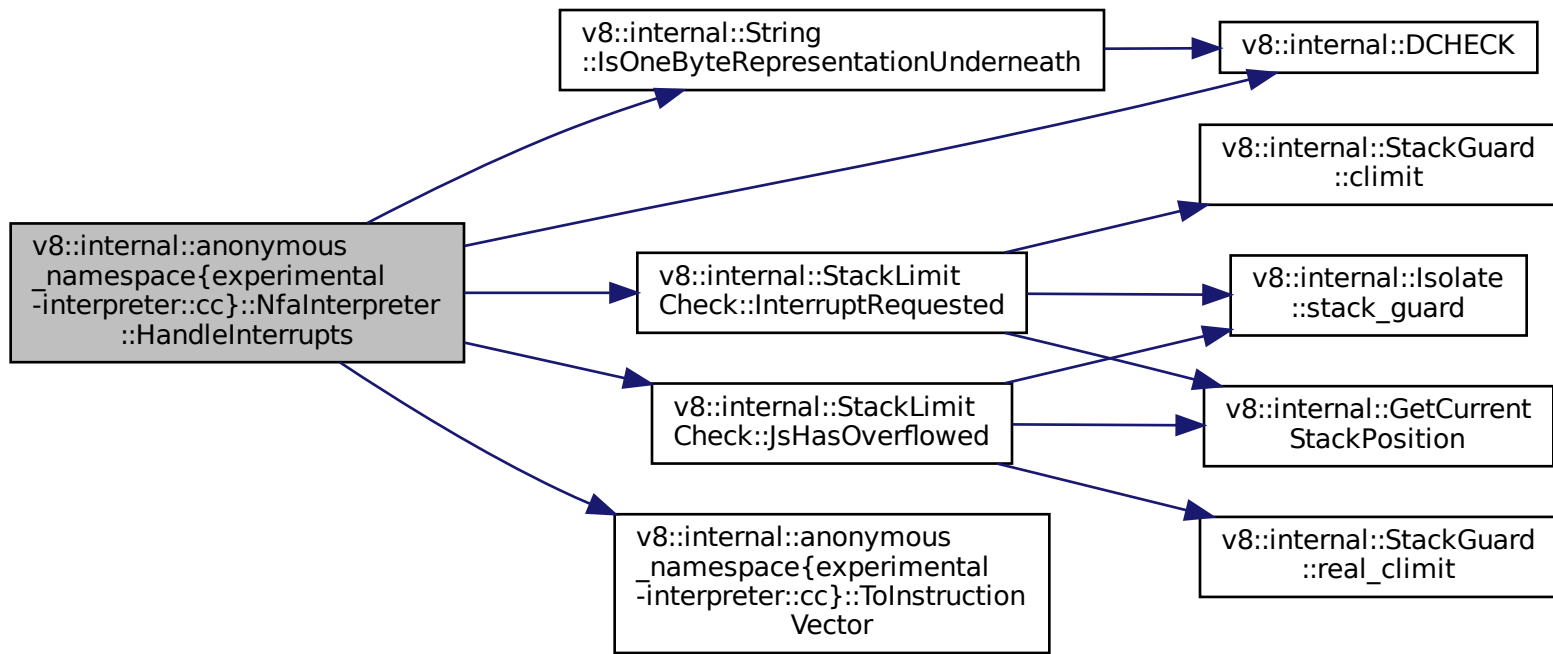 v8::internal::String
::IsOneByteRepresentationUnderneath
v8::internal::DCHECK
v8::internal::StackGuard
::climit
v8::internal::anonymous
_namespace{experimental
-interpreter::cc}::NfaInterpreter
::HandleInterrupts
v8::internal::StackLimit
Check::InterruptRequested
v8::internal::Isolate
::stack_guard
v8::internal::StackLimit
Check::JsHasOverflowed
v8::internal::GetCurrent
StackPosition
v8::internal::StackGuard
::real_climit
v8::internal::anonymous
_namespace{experimental
-interpreter::cc}::ToInstruction
Vector